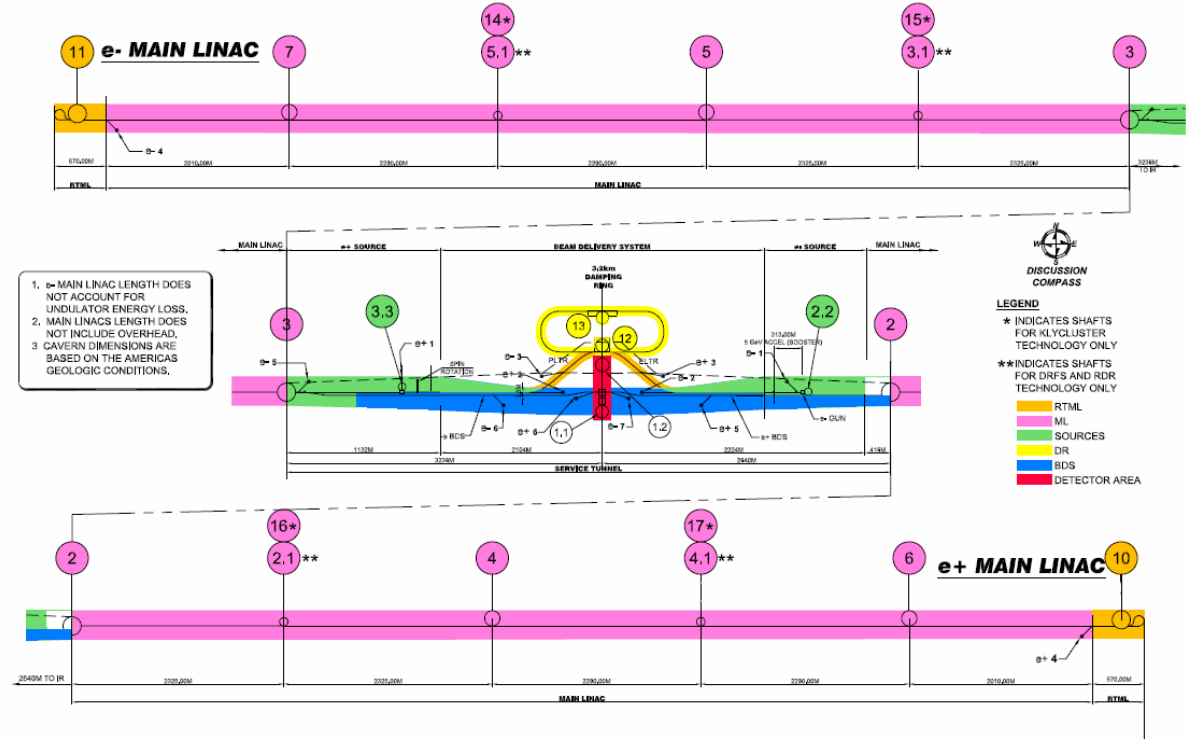 14* 15*
11 e- MAIN LINAC 7 5,1** 5 3,1** 3
e- 4
570.00M 2010.00M 2290.00M 2290.00M 2325.00M 2325.00M 3236M
TO IR
RTML MAIN LINAC
MAIN LINAC e+ SOURCE BEAM DELIVERY SYSTEM e- SOURCE MAIN LINAC
N
W E
S
DISCUSSION
COMPASS
3,2km
DAMPING
RING
1. e- MAIN LINAC LENGTH DOES
NOT ACCOUNT FOR
UNDULATOR ENERGY LOSS.
2. MAIN LINACS LENGTH DOES
NOT INCLUDE OVERHEAD.
3 CAVERN DIMENSIONS ARE
BASED ON THE AMERICAS
GEOLOGIC CONDITIONS.
3 3,3 13 12 2,2 2
313.00M
5 GeV ACCEL (BOOSTER)
e+ 1 e- 3 PLTR ELTR e+ 3 e- 1
e- 5 SPIN
ROTATION e+ 2 e- 2
e- GUN
e- BDS e- 6 e+ 6 1,1 e- 7 1,2 e+ 5 e+ BDS
1132M 2104M 2224M 416M
3236M 2640M
SERVICE TUNNEL
LEGEND
* INDICATES SHAFTS
FOR KLYCLUSTER
TECHNOLOGY ONLY
**INDICATES SHAFTS
FOR DRFS AND RDR
TECHNOLOGY ONLY
RTML
ML
SOURCES
DR
BDS
DETECTOR AREA
16* 17*
2 2,1** 4 4,1** 6 e+ MAIN LINAC 10
e+ 4
2640M TO IR 2325.00M 2325.00M 2290.00M 2290.00M 2010.00M 570.00M
MAIN LINAC RTML